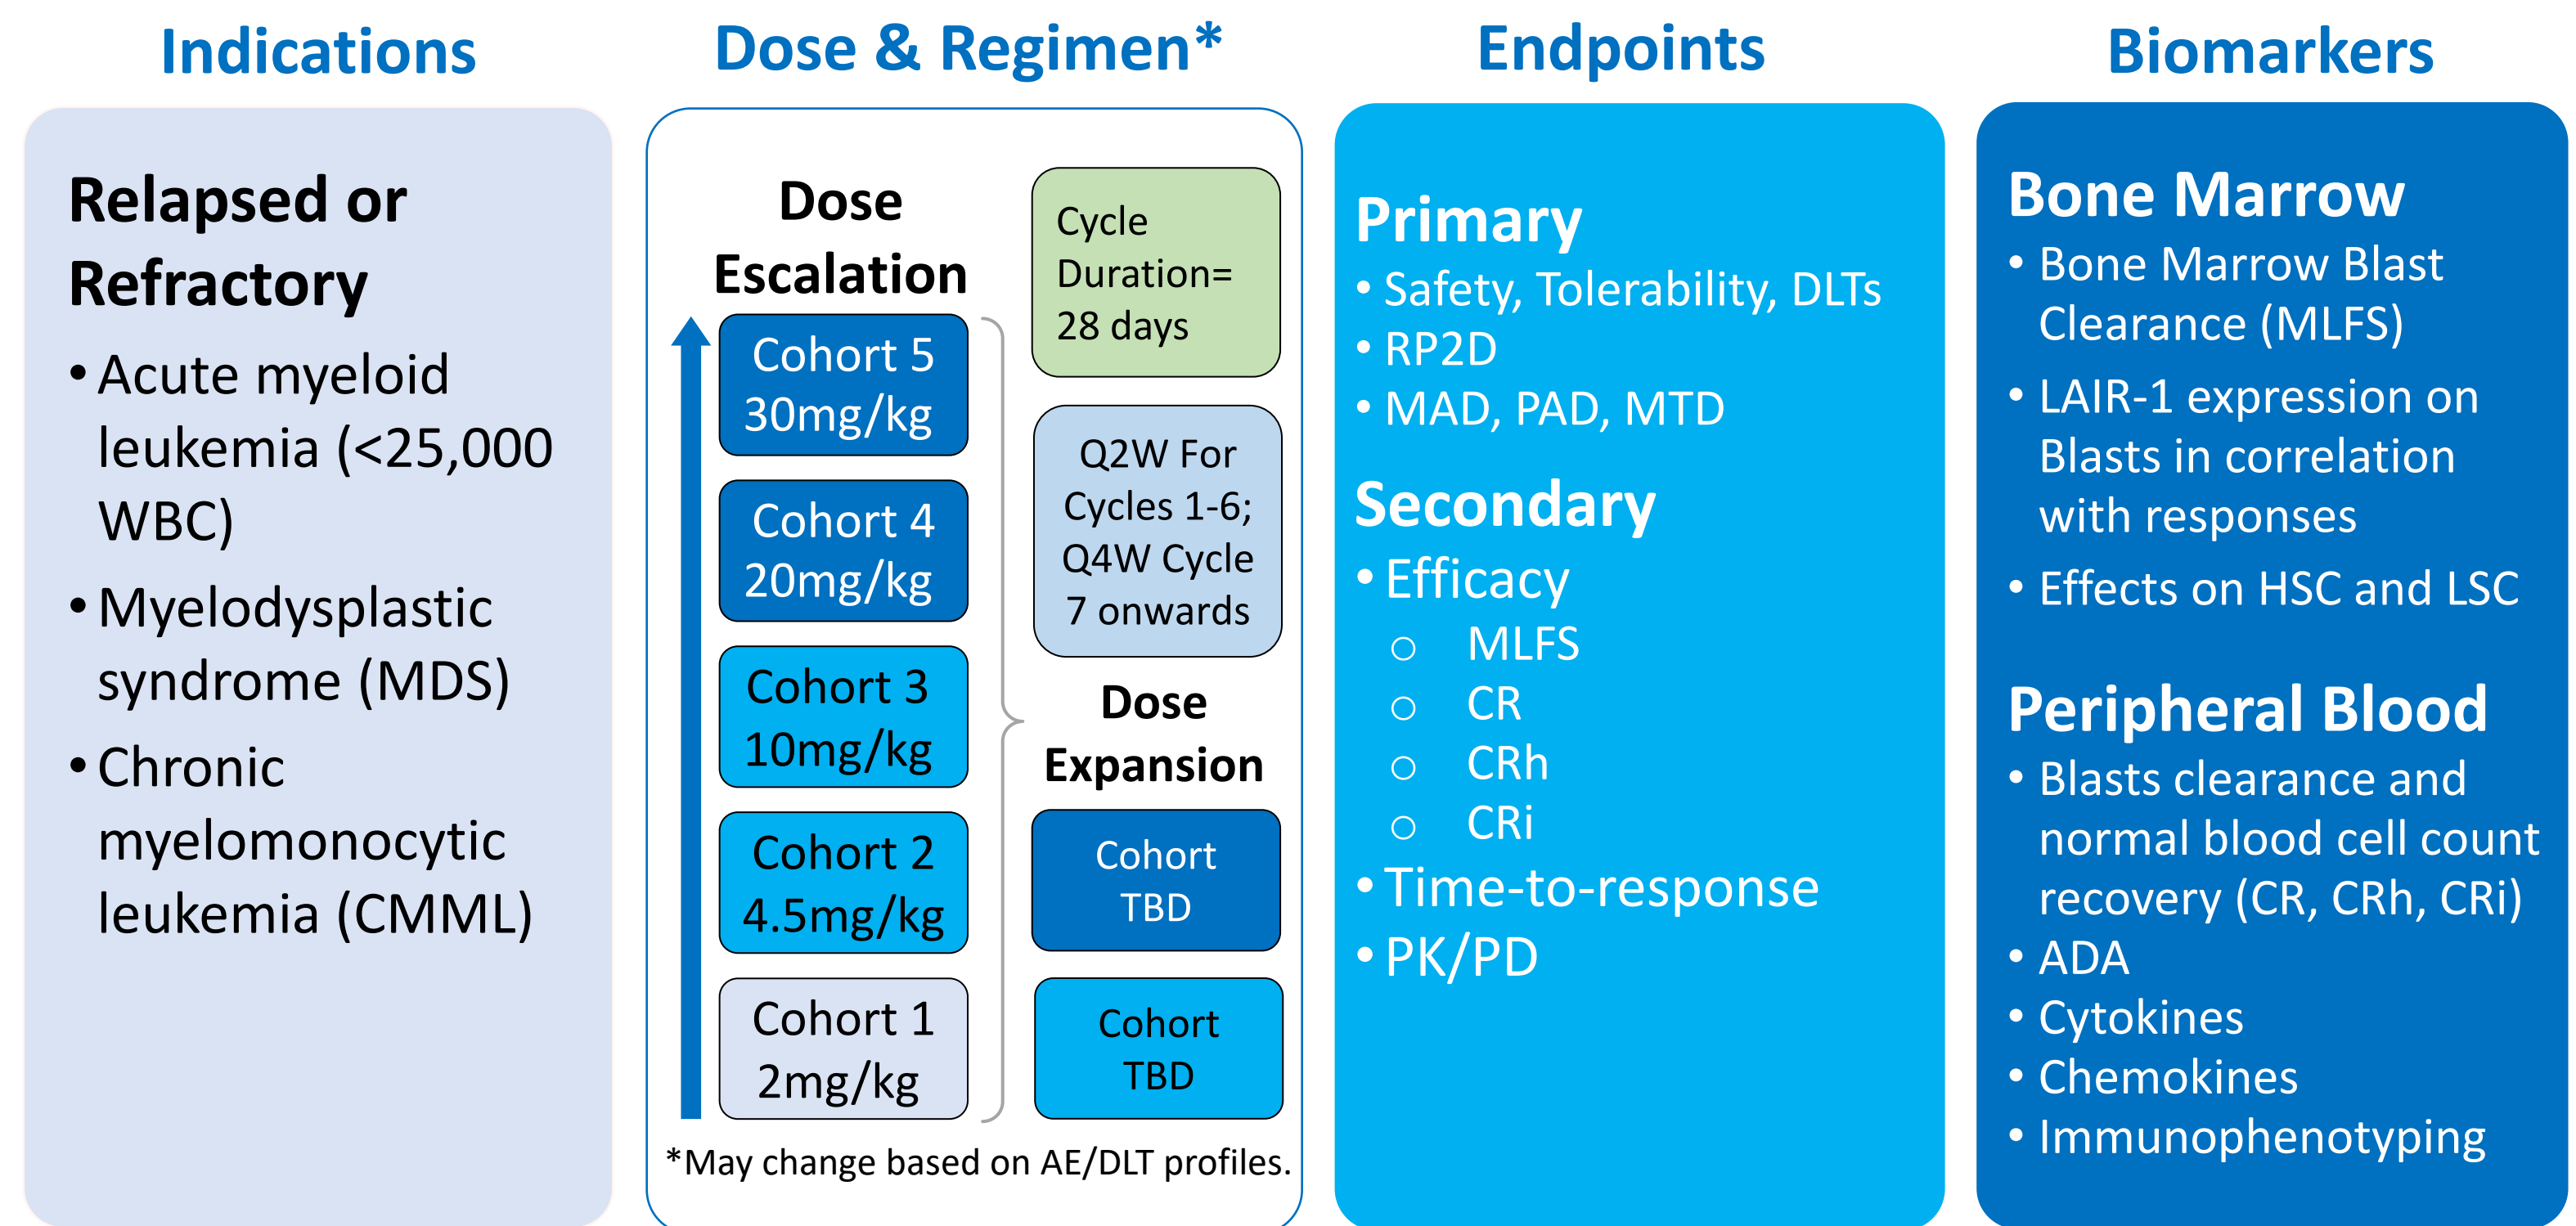 Indications
Relapsed or
Refractory
• Acute myeloid
leukemia (<25,000
WBC)
• Myelodysplastic
syndrome (MDS)
• Chronic
myelomonocytic
leukemia (CMML)
Dose & Regimen*
Dose
Escalation
Cohort 5
30mg/kg
Cohort 4
20mg/kg
Cohort 3
10mg/kg
Cohort 2
4.5mg/kg
Cohort 1
2mg/kg
Cycle
Duration=
28 days
Q2W For
Cycles 1-6;
Q4W Cycle
7 onwards
Dose
Expansion
Cohort
TBD
Cohort
TBD
*May change based on AE/DLT profiles.
Endpoints
Primary
• Safety, Tolerability, DLTs
• RP2D
• MAD, PAD, MTD
Secondary
• Efficacy
○ MLFS
○ CR
○ CRh
○ CRi
• Time-to-response
• PK/PD
Biomarkers
Bone Marrow
• Bone Marrow Blast
Clearance (MLFS)
• LAIR-1 expression on
Blasts in correlation
with responses
• Effects on HSC and LSC
Peripheral Blood
• Blasts clearance and
normal blood cell count
recovery (CR, CRh, CRi)
• ADA
• Cytokines
• Chemokines
• Immunophenotyping